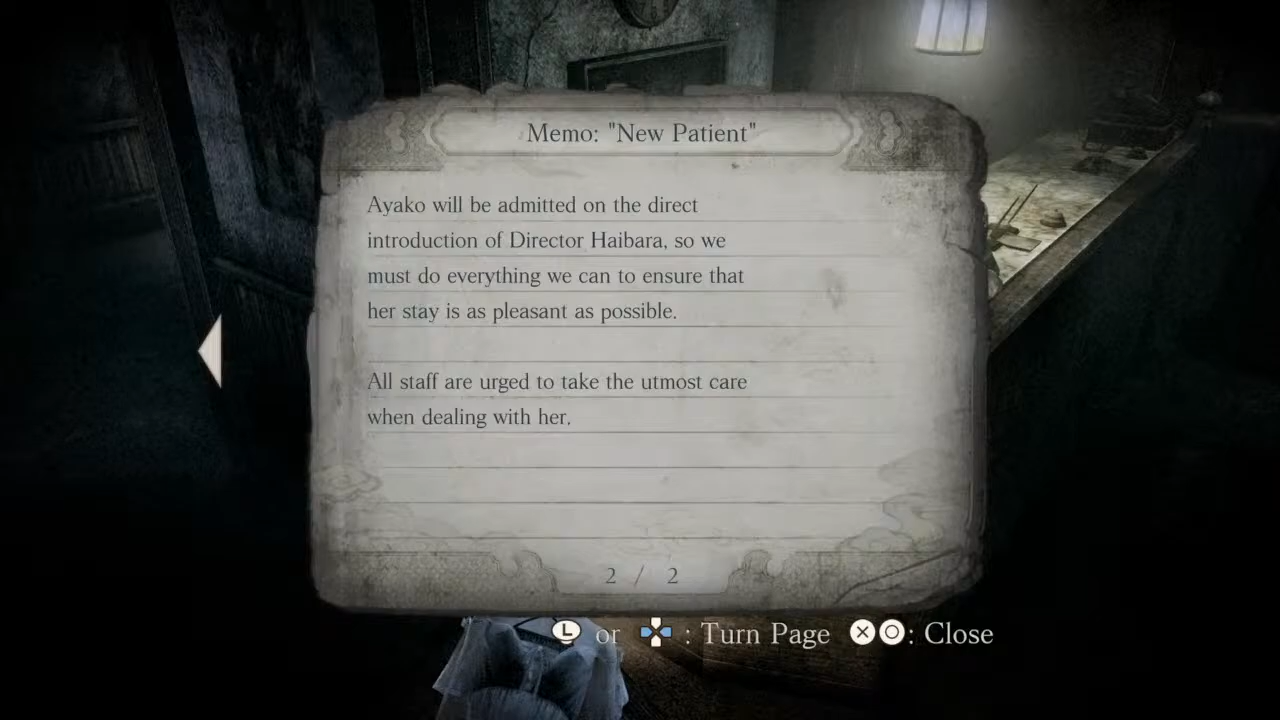 Memo: "New Patient"
Ayako will be admitted on the direct
introduction of Director Haibara, so we
must do everything we can to ensure that
her stay is as pleasant as possible.
All staff are urged to take the utmost care
when dealing with her.
2 / 2
L or : Turn Page : Close